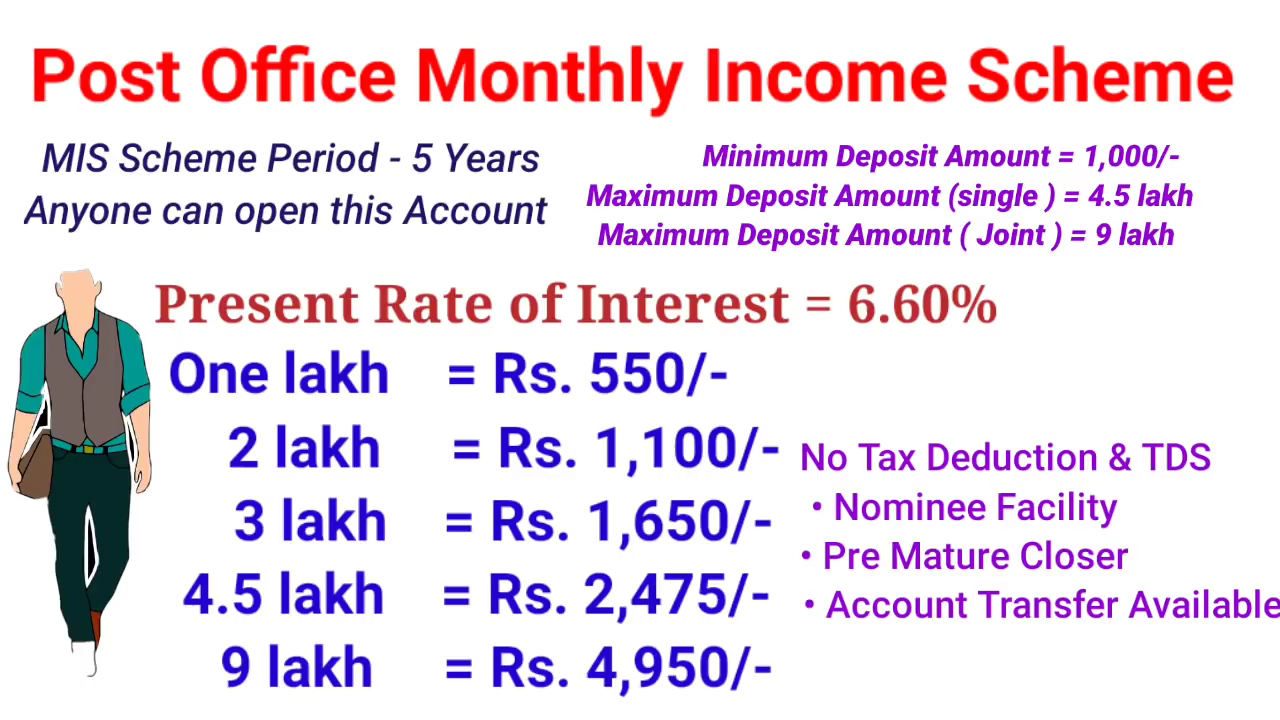 Post Office Monthly Income Scheme
MIS Scheme Period - 5 Years
Anyone can open this Account
Minimum Deposit Amount = 1,000/-
Maximum Deposit Amount (single ) = 4.5 lakh
Maximum Deposit Amount ( Joint ) = 9 lakh
Present Rate of Interest = 6.60%
One lakh = Rs. 550/-
2 lakh = Rs. 1,100/-
3 lakh = Rs. 1,650/-
4.5 lakh = Rs. 2,475/-
9 lakh = Rs. 4,950/-
No Tax Deduction & TDS
• Nominee Facility
• Pre Mature Closer
• Account Transfer Available